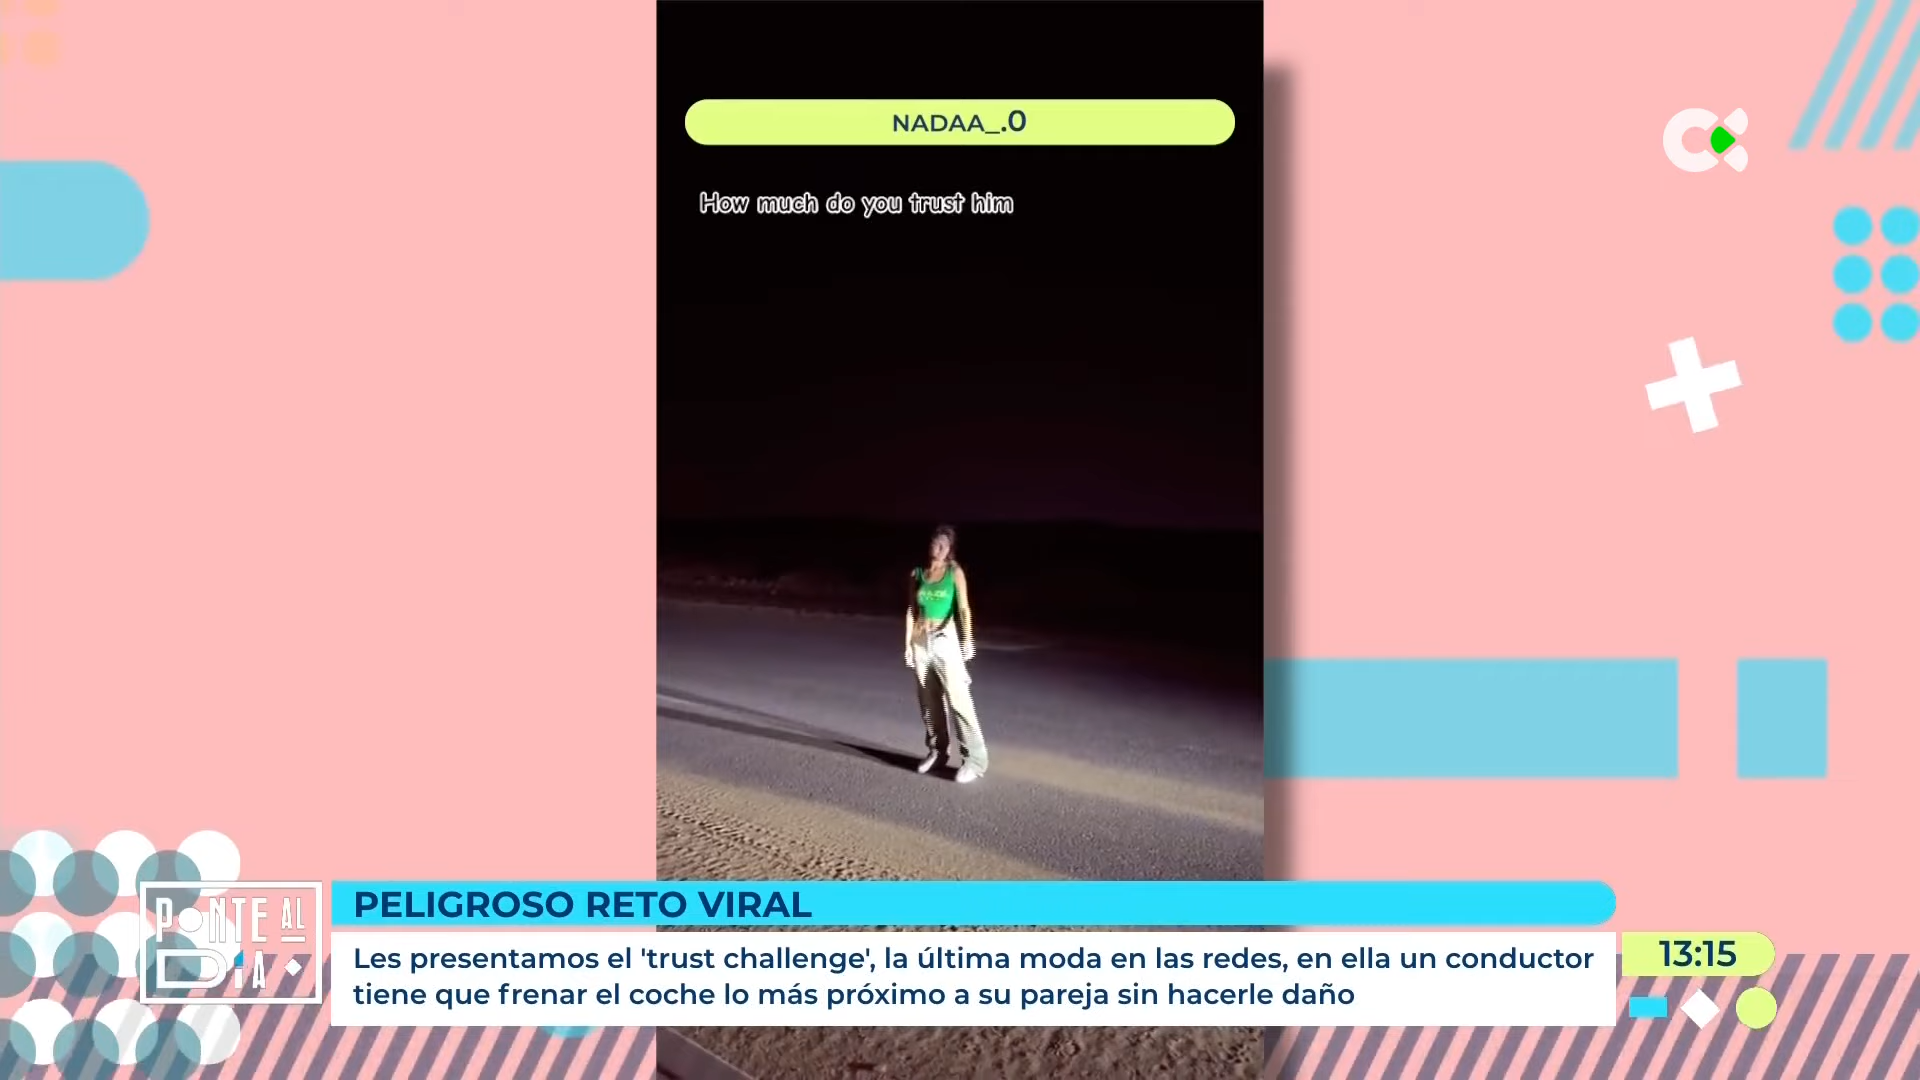 NADAA_.0
How much do you trust him
PELIGROSO RETO VIRAL
PONTE AL
DÍA
Les presentamos el 'trust challenge', la última moda en las redes, en ella un conductor
tiene que frenar el coche lo más próximo a su pareja sin hacerle daño
13:15